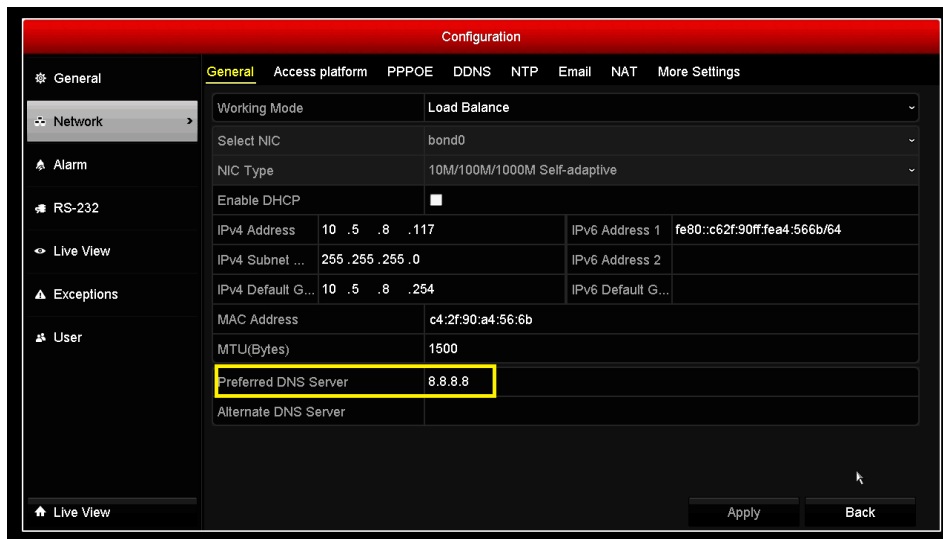 Configuration
General
Network >
Alarm
RS-232
Live View
Exceptions
User
Live View
General Access platform PPPOE DDNS NTP Email NAT More Settings
Working Mode Load Balance
Select NIC bond0
NIC Type 10M/100M/1000M Self-adaptive
Enable DHCP
IPv4 Address 10 .5 .8 .117 IPv6 Address 1 fe80::c62f:90ff:fea4:566b/64
IPv4 Subnet ... 255.255.255.0 IPv6 Address 2
IPv4 Default G... 10 .5 .8 .254 IPv6 Default G...
MAC Address c4:2f:90:a4:56:6b
MTU(Bytes) 1500
Preferred DNS Server 8.8.8.8
Alternate DNS Server
Apply Back